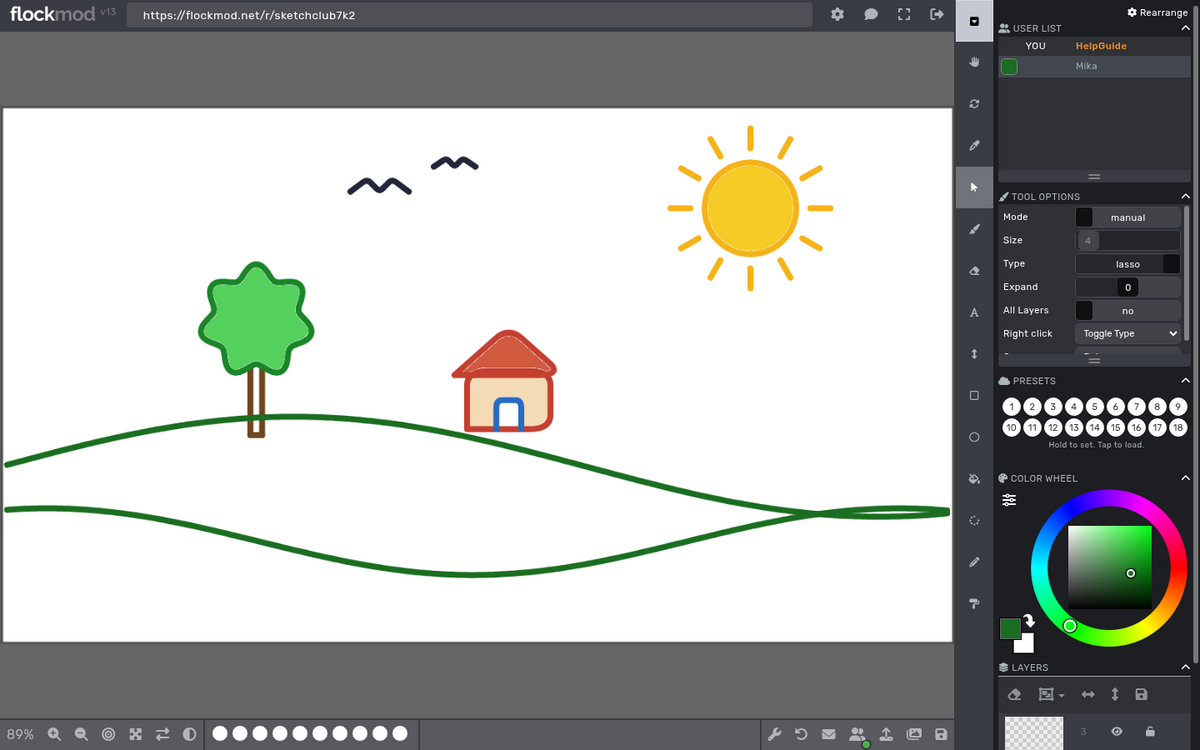 flockmod v13 https://flockmod.net/r/sketchclub7k2
Rearrange
USER LIST
YOU HelpGuide
Mika
TOOL OPTIONS
Mode manual
Size 4
Type lasso
Expand 0
All Layers no
Right click Toggle Type
PRESETS
1 2 3 4 5 6 7 8 9
10 11 12 13 14 15 16 17 18
Hold to set. Tap to load.
COLOR WHEEL
LAYERS
3
A
89%